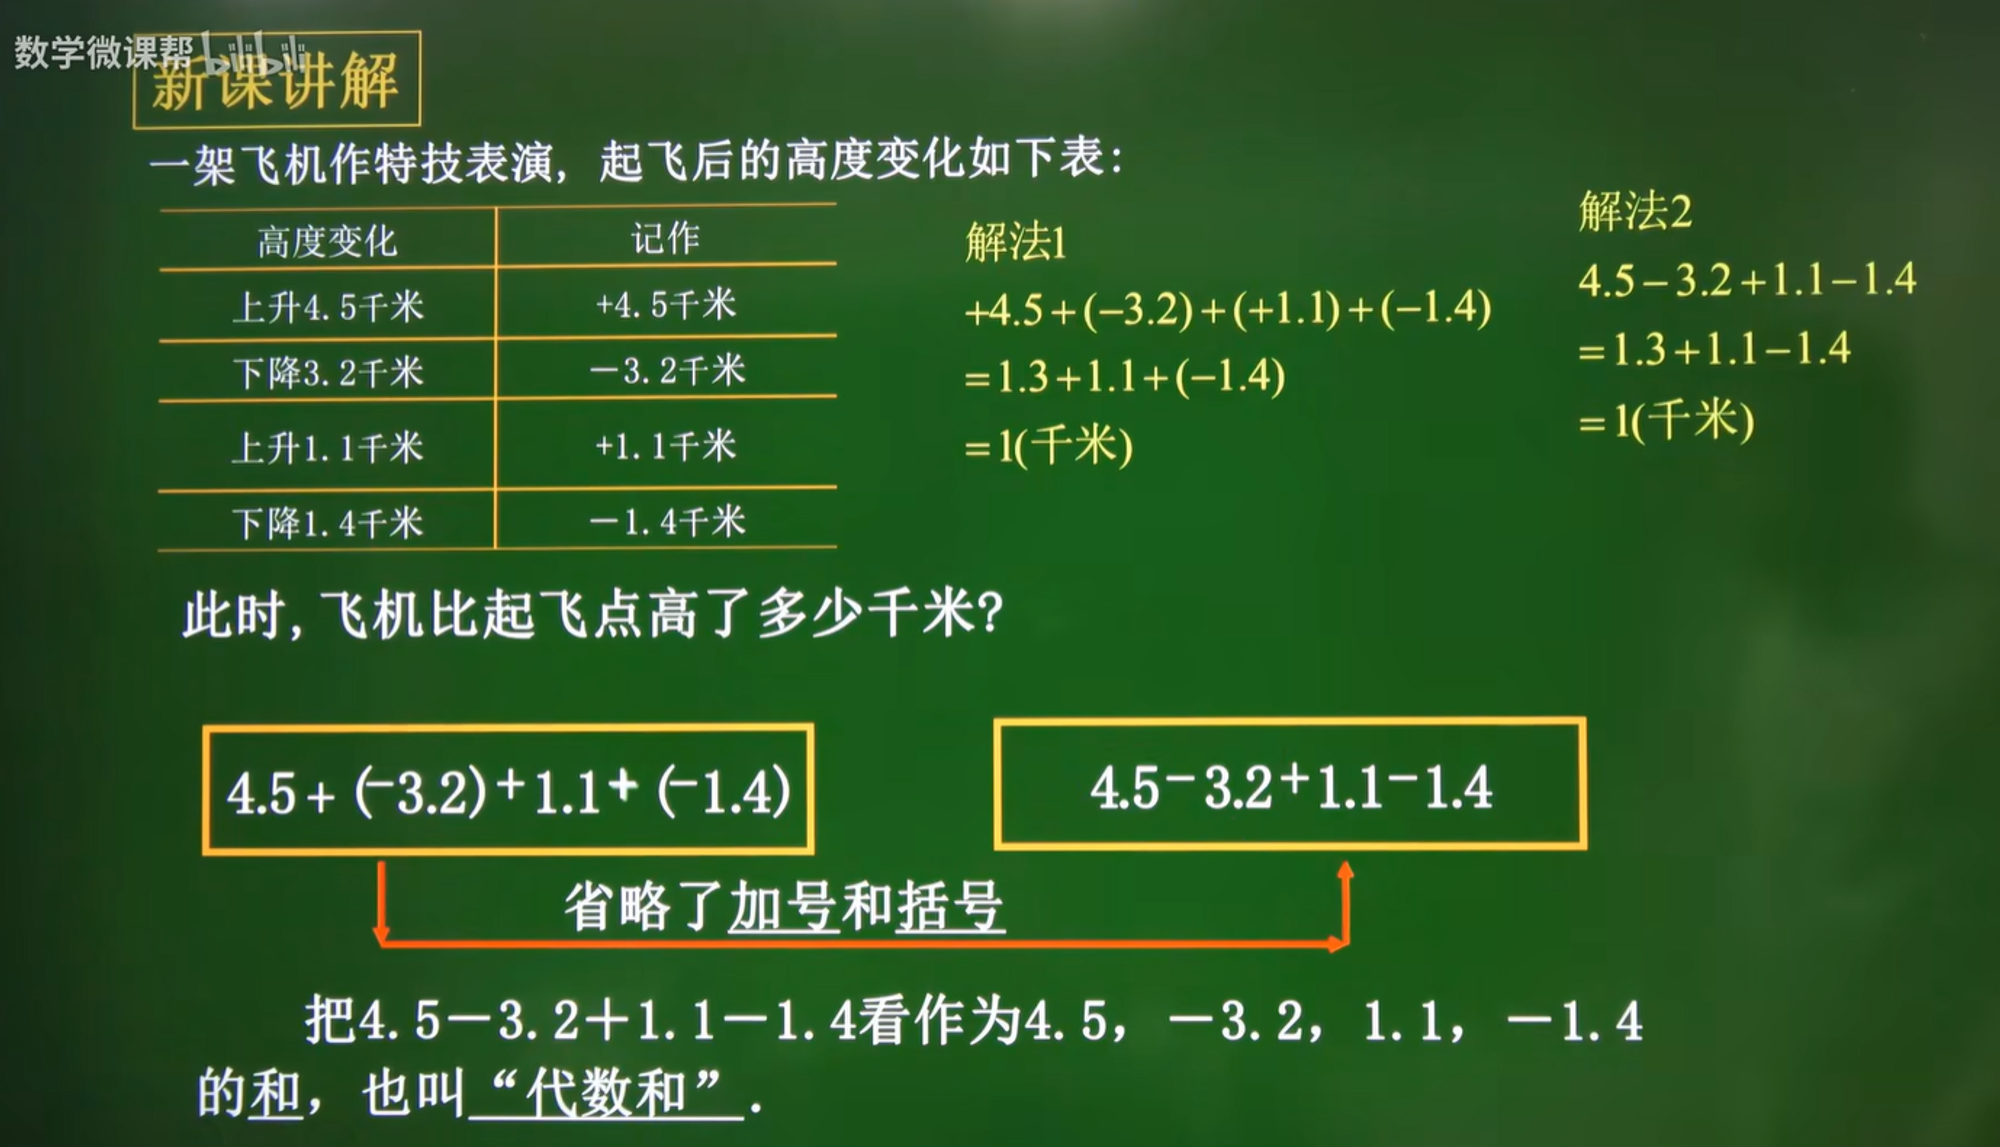 数学微课帮 bilibili
新课讲解
一架飞机作特技表演，起飞后的高度变化如下表：
高度变化 记作
上升4.5千米 +4.5千米
下降3.2千米 －3.2千米
上升1.1千米 +1.1千米
下降1.4千米 －1.4千米
解法1
+4.5+(−3.2)+(+1.1)+(−1.4)
=1.3+1.1+(−1.4)
=1(千米)
解法2
4.5−3.2+1.1−1.4
=1.3+1.1−1.4
=1(千米)
此时，飞机比起飞点高了多少千米？
4.5+(−3.2)+1.1+(−1.4)
4.5−3.2+1.1−1.4
省略了加号和括号
把4.5－3.2＋1.1－1.4看作为4.5，－3.2，1.1，－1.4
的和，也叫“代数和”.